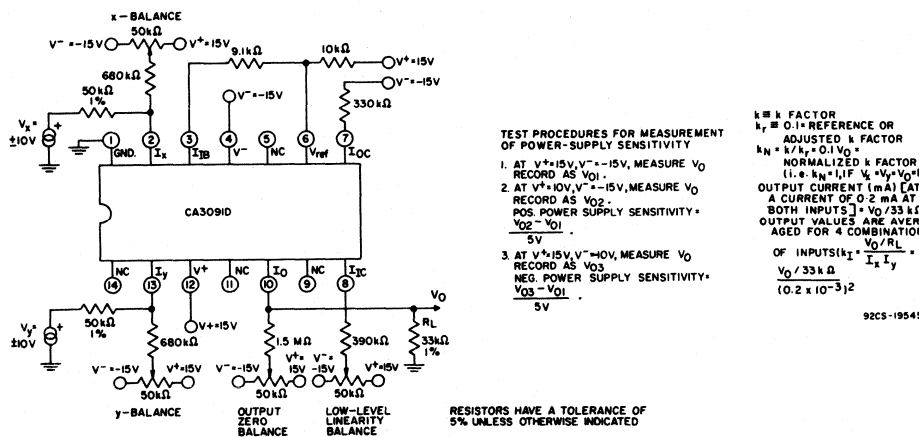 x-BALANCE
50kΩ
V⁻=-15V
V⁺=15V
680kΩ
50kΩ
1%
Vx=
±10V
+
9.1kΩ
10kΩ
V⁺=15V
V⁻=-15V
V⁻=-15V
330kΩ
1
2
3
4
5
6
7
GND.
Ix
IIB
V⁻
NC
Vref
IOC
CA3091D
NC
Iy
V⁺
NC
IO
NC
IIC
14
13
12
11
10
9
8
Vy=
±10V
+
50kΩ
1%
680kΩ
V+=15V
1.5 MΩ
390kΩ
VO
RL
33kΩ
1%
V⁻=-15V
V⁺=15V
50kΩ
y-BALANCE
V⁻=-15V
V⁺=
15V
50kΩ
OUTPUT
ZERO
BALANCE
V⁻=
-15V
V⁺=15V
50kΩ
LOW-LEVEL
LINEARITY
BALANCE
TEST PROCEDURES FOR MEASUREMENT
OF POWER-SUPPLY SENSITIVITY
1. AT V⁺=15V, V⁻=-15V, MEASURE VO
RECORD AS VO1.
2. AT V⁺=10V, V⁻=-15V, MEASURE VO
RECORD AS VO2.
POS. POWER SUPPLY SENSITIVITY=
VO2-VO1
5V .
3. AT V⁺=15V, V⁻=-10V, MEASURE VO
RECORD AS VO3
NEG. POWER SUPPLY SENSITIVITY=
VO3-VO1
5V .
RESISTORS HAVE A TOLERANCE OF
5% UNLESS OTHERWISE INDICATED
k ≡ k FACTOR
kr ≡ 0.1= REFERENCE OR
ADJUSTED k FACTOR
kN = k/kr= 0.1 VO=
NORMALIZED k FACTOR
(i.e. kN=1, IF Vx=Vy=VO=
OUTPUT CURRENT (mA) [AT
A CURRENT OF 0.2 mA AT
BOTH INPUTS] = VO/33 kΩ
OUTPUT VALUES ARE AVER
AGED FOR 4 COMBINATION
OF INPUTS(kI = VO/RL / Ix Iy =
VO / 33 kΩ
(0.2 x 10⁻³)²
92CS-19545